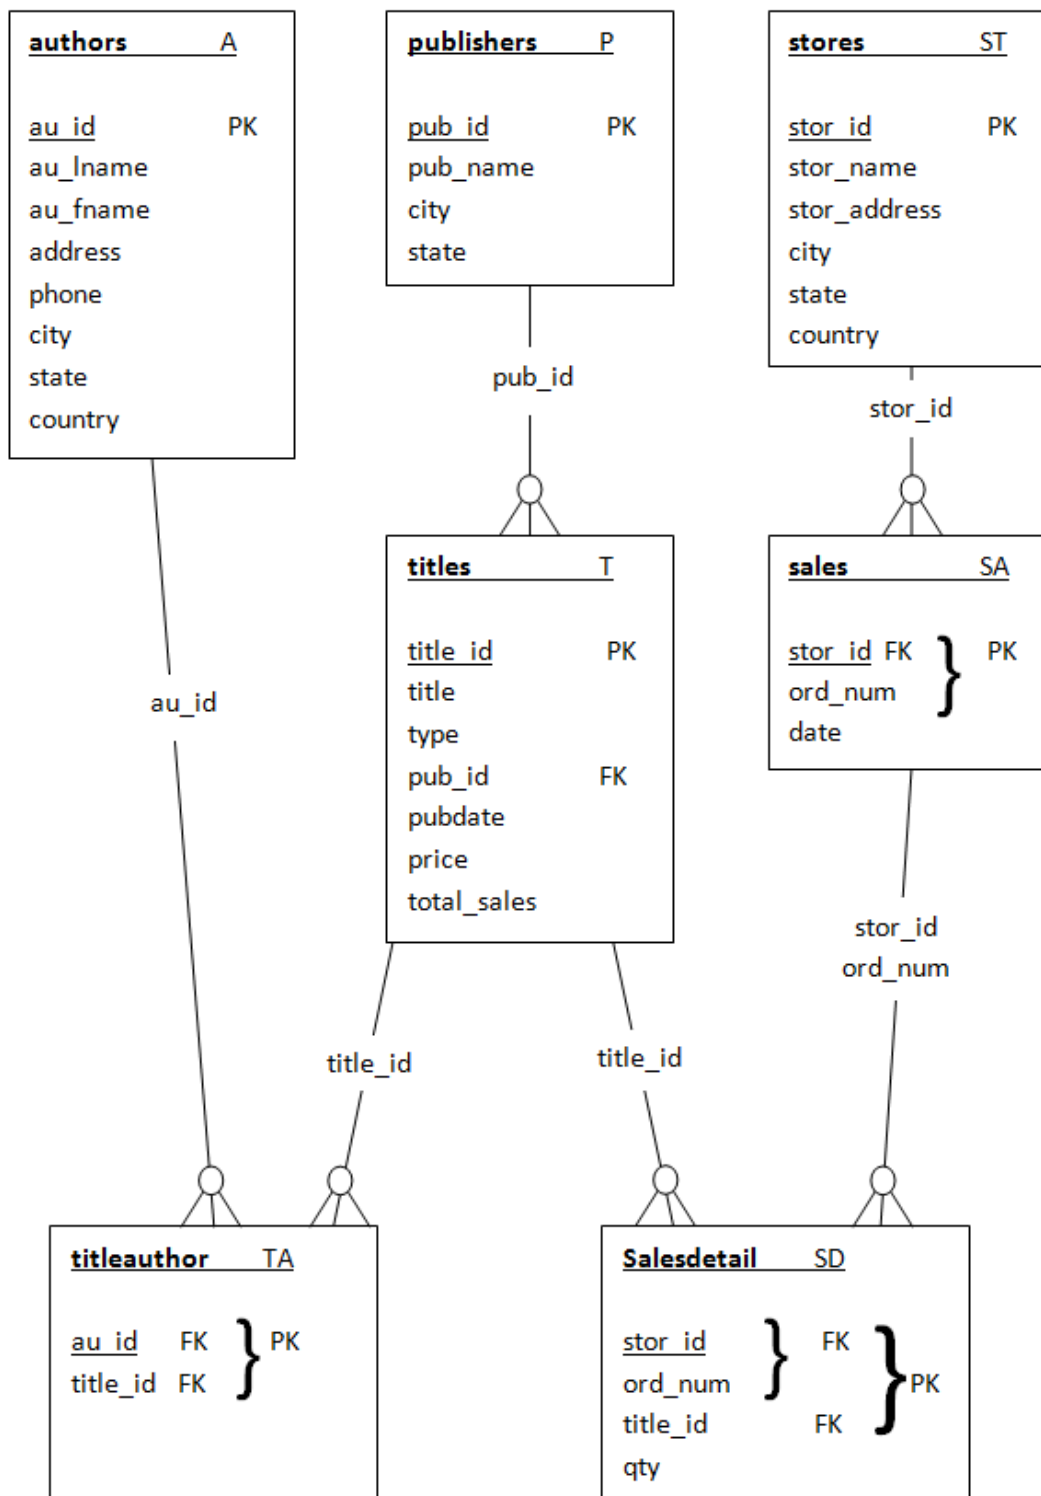 authors A
au_id PK
au_lname
au_fname
address
phone
city
state
country
publishers P
pub_id PK
pub_name
city
state
stores ST
stor_id PK
stor_name
stor_address
city
state
country
pub_id
stor_id
au_id
titles T
title_id PK
title
type
pub_id FK
pubdate
price
total_sales
sales SA
stor_id FK } PK
ord_num
date
title_id
title_id
stor_id
ord_num
titleauthor TA
au_id FK } PK
title_id FK
Salesdetail SD
stor_id } FK
ord_num } PK
title_id FK
qty